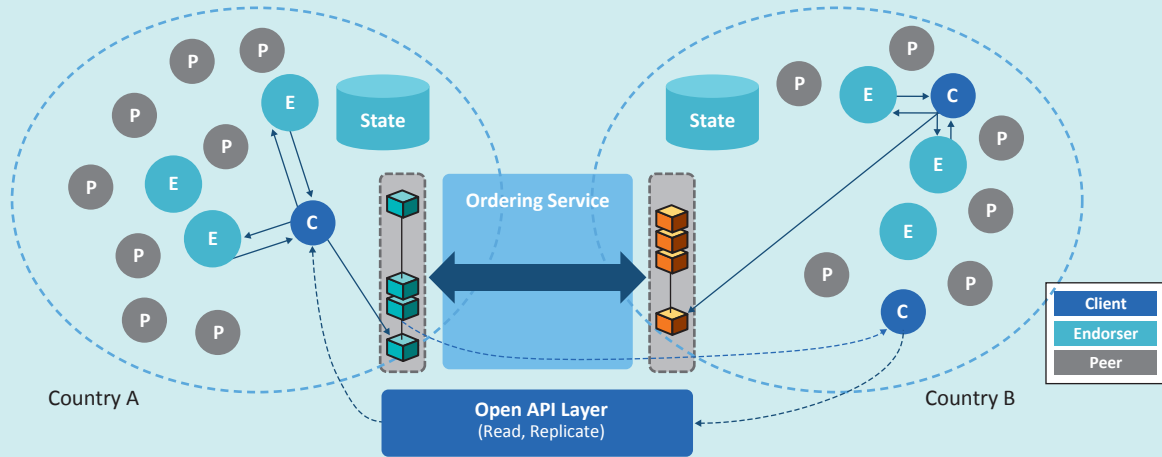 P
P
E
State
P
P
P
E
C
E
P
P
P
P
E
C
State
P
E
P
E
P
P
C
Ordering Service
Client
Endorser
Peer
Country A
Country B
Open API Layer
(Read, Replicate)